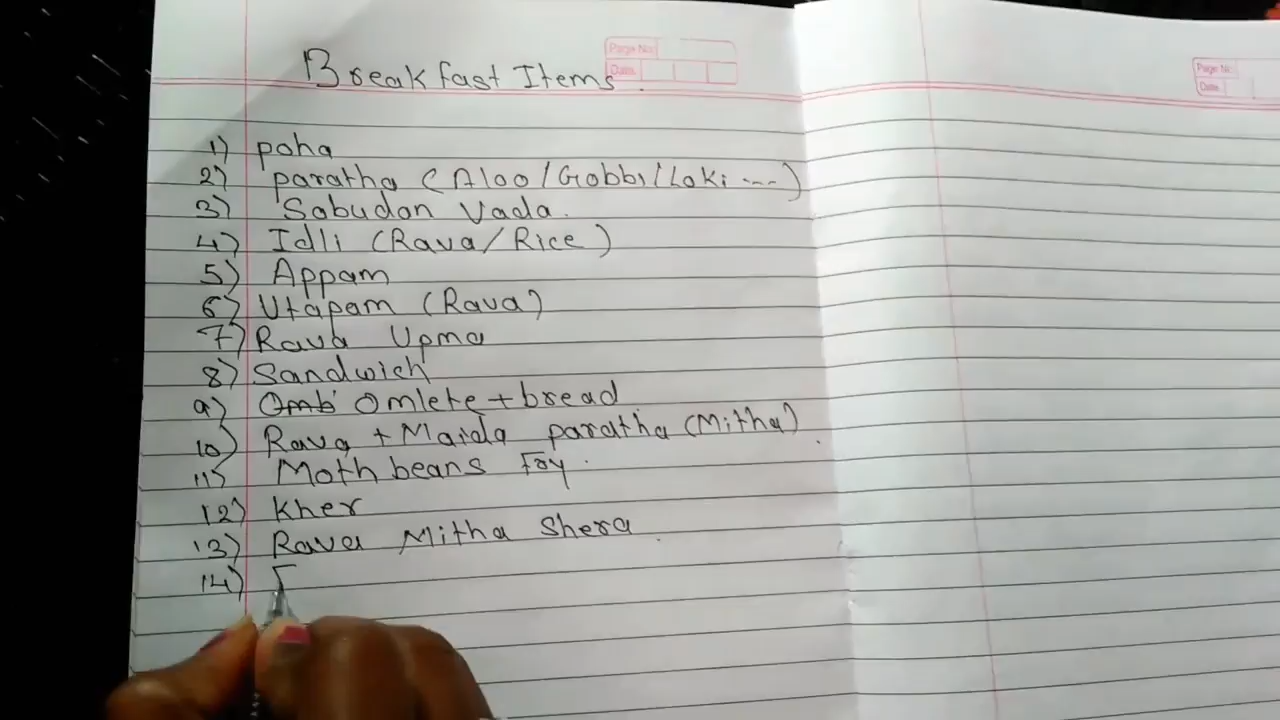 Page No:
Date
Page No:
Date
Breakfast Items.
1) poha
2) paratha (Aloo/Gobbi/Loki ---)
3) Sabudan Vada.
4) Idli (Rava/Rice)
5) Appam
6) Utapam (Rava)
7) Rava Upma
8) Sandwich
9) Omlete + bread
10) Rava + Maida paratha (Mitha).
11) Moth beans Fry.
12) Kher
13) Rava Mitha Shera.
14)